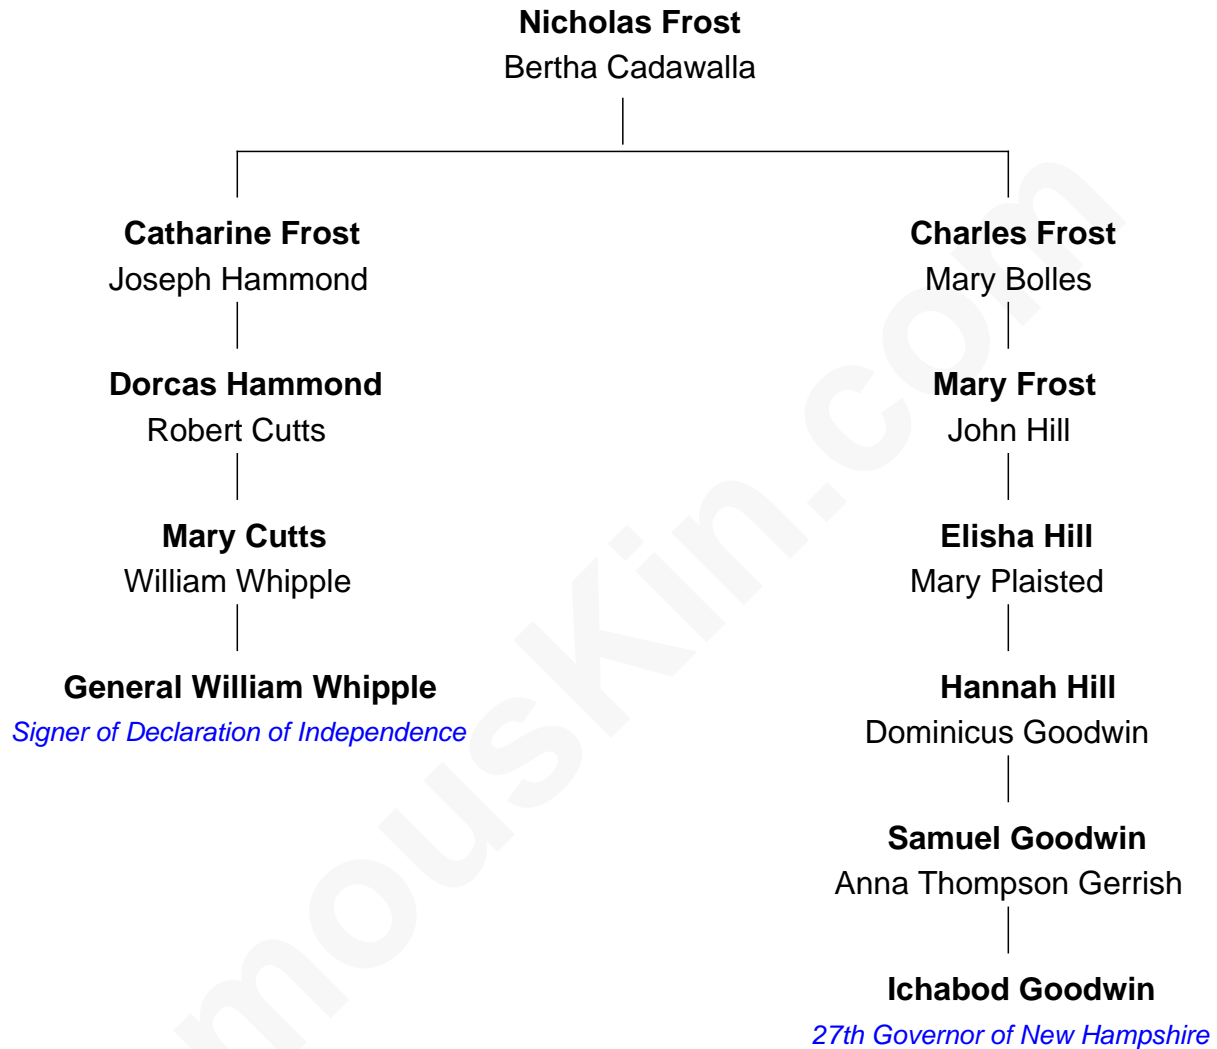 Nicholas Frost
Bertha Cadawalla
Catharine Frost
Joseph Hammond
Charles Frost
Mary Bolles
Dorcas Hammond
Robert Cutts
Mary Frost
John Hill
Mary Cutts
William Whipple
Elisha Hill
Mary Plaisted
General William Whipple
Signer of Declaration of Independence
Hannah Hill
Dominicus Goodwin
Samuel Goodwin
Anna Thompson Gerrish
Ichabod Goodwin
27th Governor of New Hampshire
mouskin.com